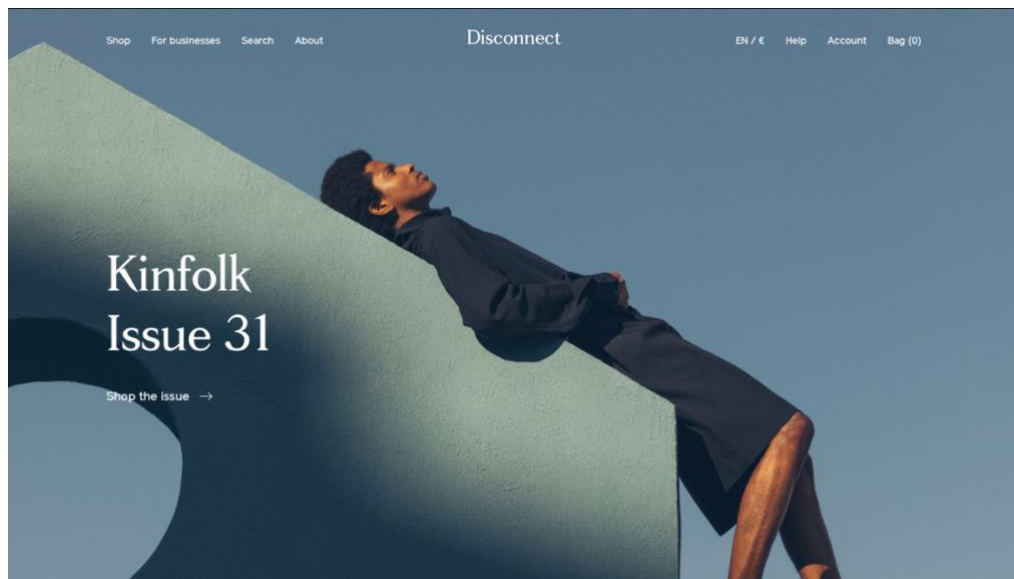 Shop
For businesses
Search
About
Disconnect
EN / €
Help
Account
Bag (0)
Kinfolk
Issue 31
Shop the issue →